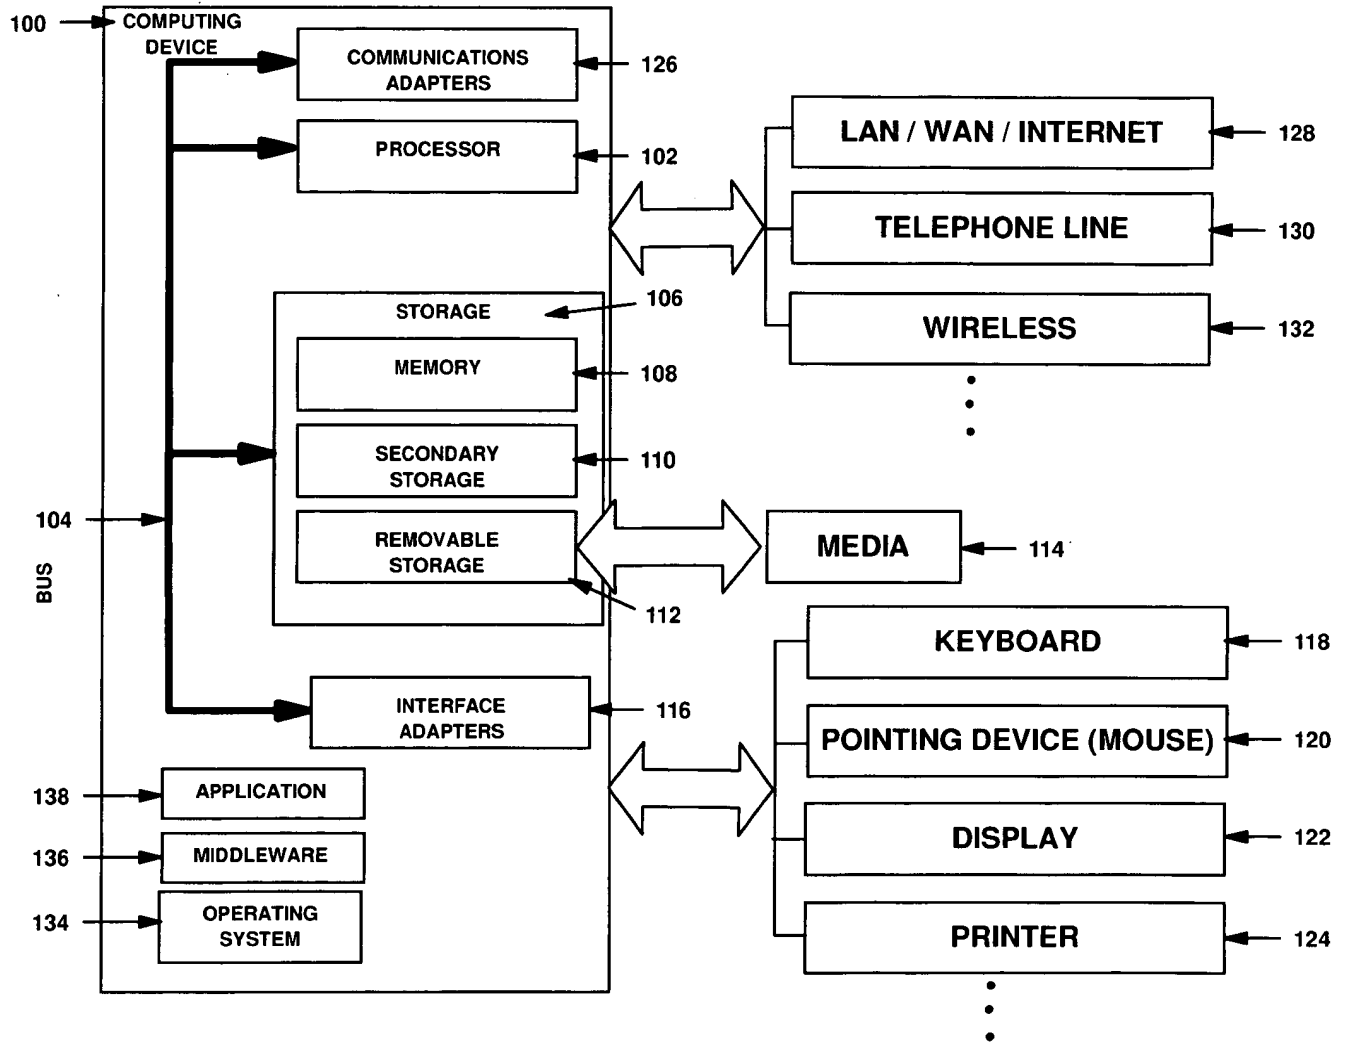 100
COMPUTING
DEVICE
COMMUNICATIONS
ADAPTERS
126
PROCESSOR
102
LAN / WAN / INTERNET
128
TELEPHONE LINE
130
WIRELESS
132
STORAGE
106
MEMORY
108
SECONDARY
STORAGE
110
104
BUS
REMOVABLE
STORAGE
112
MEDIA
114
KEYBOARD
118
INTERFACE
ADAPTERS
116
POINTING DEVICE (MOUSE)
120
DISPLAY
122
PRINTER
124
138
APPLICATION
136
MIDDLEWARE
134
OPERATING
SYSTEM